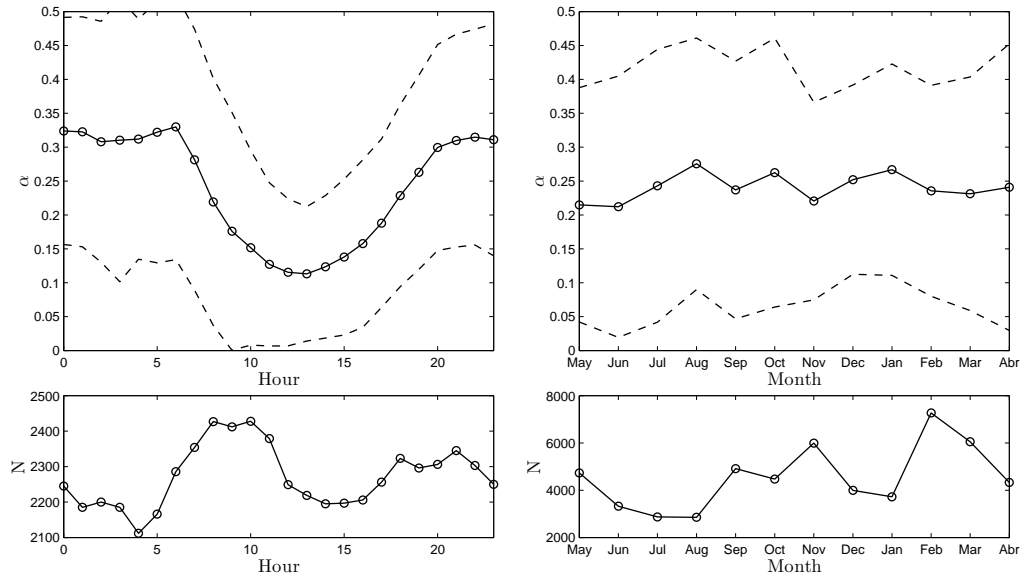 0.5
0.45
0.4
0.35
0.3
0.25
0.2
0.15
0.1
0.05
0
α
0 5 10 15 20
Hour
0.5
0.45
0.4
0.35
0.3
0.25
0.2
0.15
0.1
0.05
0
α
May Jun Jul Aug Sep Oct Nov Dec Jan Feb Mar Abr
Month
2500
2400
2300
2200
2100
N
0 5 10 15 20
Hour
8000
6000
4000
2000
N
May Jun Jul Aug Sep Oct Nov Dec Jan Feb Mar Abr
Month